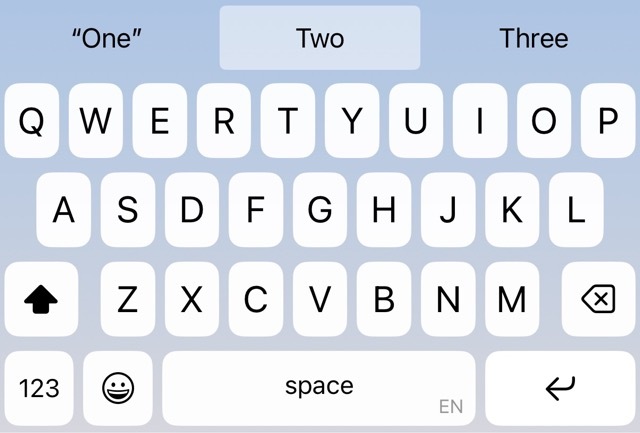 “One” Two Three
Q W E R T Y U I O P
A S D F G H J K L
Z X C V B N M
123 space EN